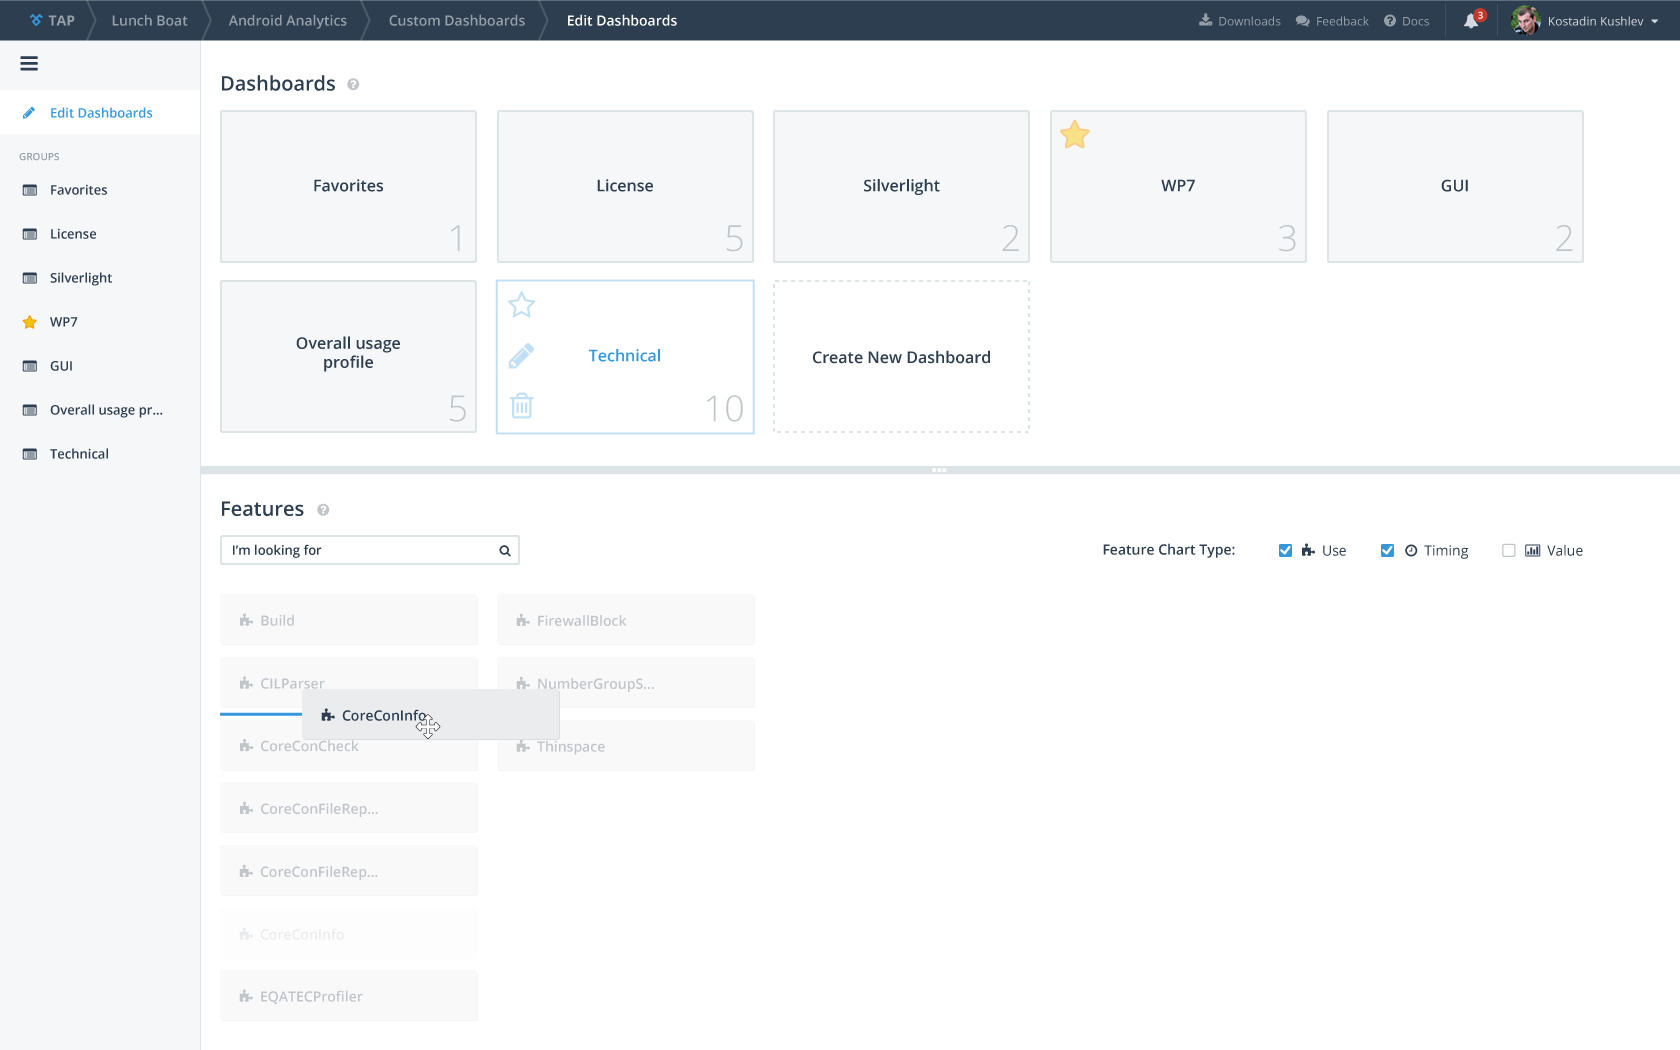 TAP
Lunch Boat
Android Analytics
Custom Dashboards
Edit Dashboards
Downloads
Feedback
Docs
3
Kostadin Kushlev
Edit Dashboards
GROUPS
Favorites
License
Silverlight
WP7
GUI
Overall usage pr...
Technical
Dashboards ?
Favorites
1
License
5
Silverlight
2
WP7
3
GUI
2
Overall usage
profile
5
Technical
10
Create New Dashboard
Features ?
I'm looking for
Feature Chart Type:
Use
Timing
Value
Build
FirewallBlock
CILParser
NumberGroupS...
CoreConInfo
CoreConCheck
Thinspace
CoreConFileRep...
CoreConFileRep...
CoreConInfo
EQATECProfiler